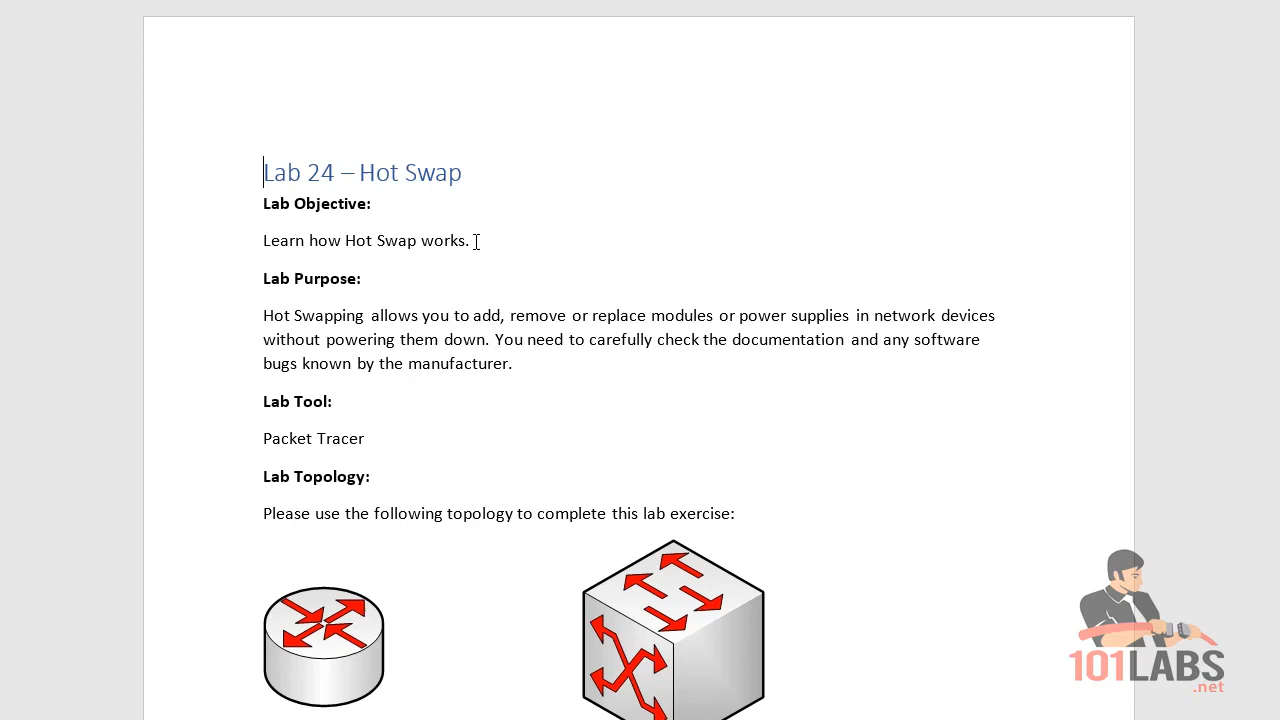 Lab 24 – Hot Swap
Lab Objective:
Learn how Hot Swap works.
Lab Purpose:
Hot Swapping allows you to add, remove or replace modules or power supplies in network devices
without powering them down. You need to carefully check the documentation and any software
bugs known by the manufacturer.
Lab Tool:
Packet Tracer
Lab Topology:
Please use the following topology to complete this lab exercise:
101LABS
.net